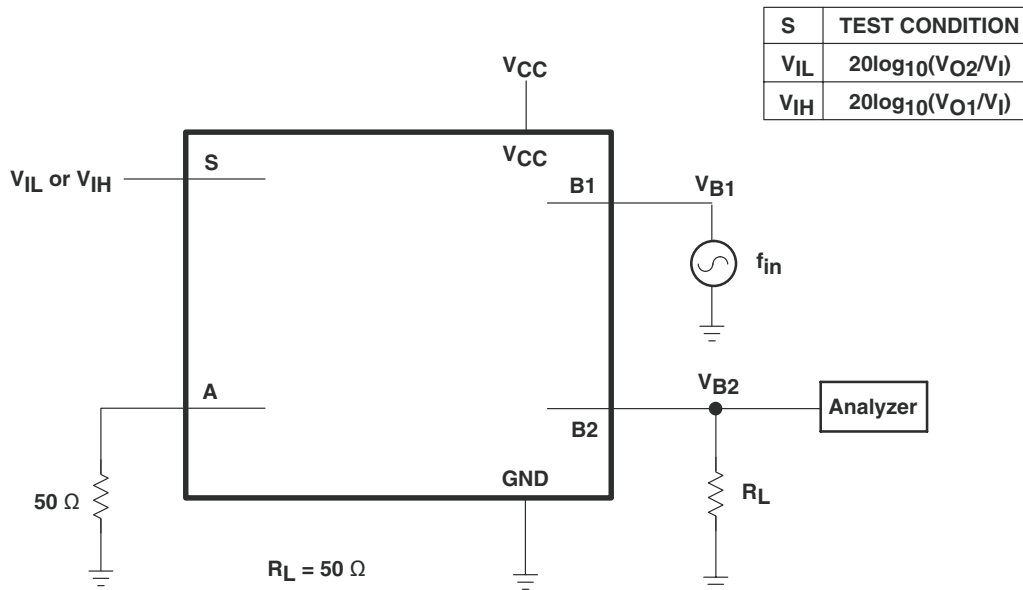 S TEST CONDITION
VIL 20log10(VO2/VI)
VIH 20log10(VO1/VI)
VCC
VCC
S
VIL or VIH
B1
VB1
fin
A
VB2
B2
Analyzer
GND
50 Ω
RL
RL = 50 Ω